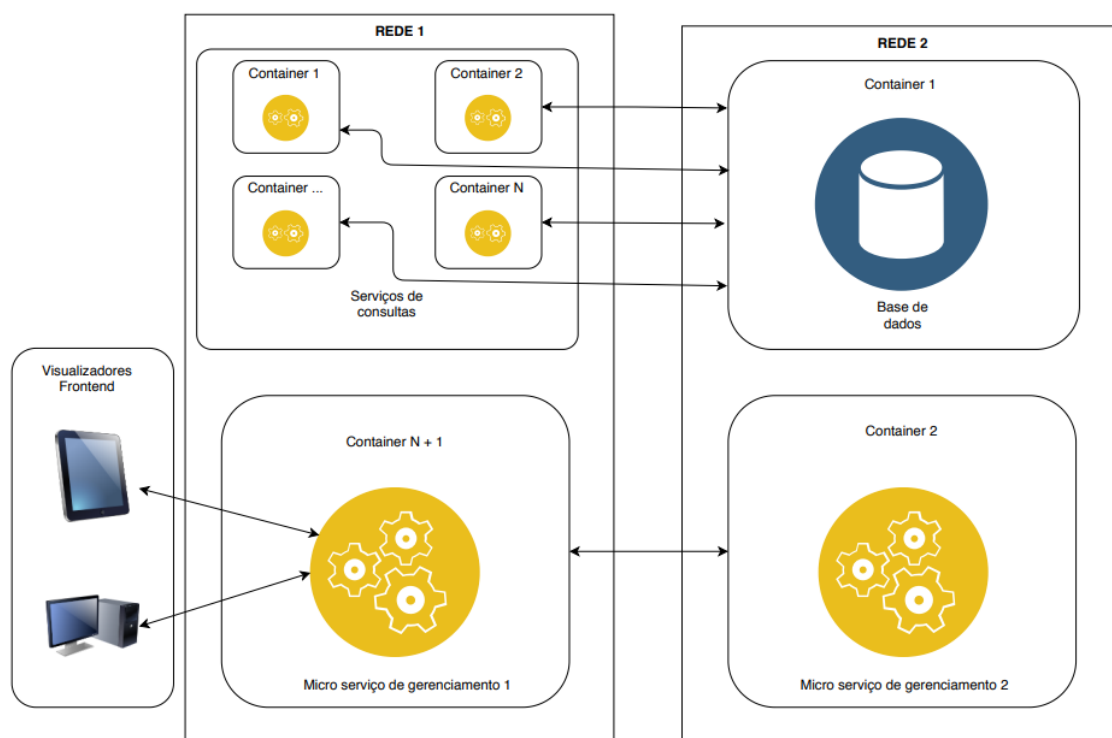 REDE 1
Container 1
Container 2
Container ...
Container N
Serviços de
consultas
REDE 2
Container 1
Base de
dados
Visualizadores
Frontend
Container N + 1
Micro serviço de gerenciamento 1
Container 2
Micro serviço de gerenciamento 2